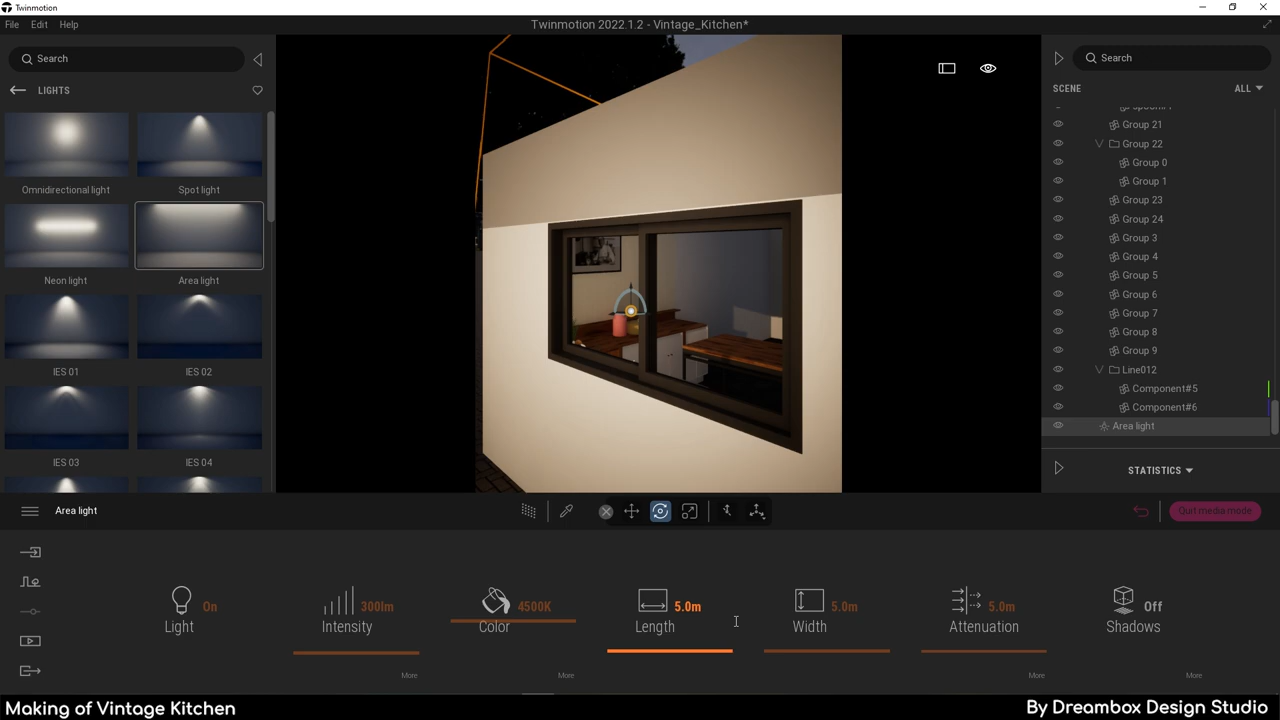 Twinmotion
File Edit Help
Twinmotion 2022.1.2 - Vintage_Kitchen*
Search
LIGHTS
Omnidirectional light
Spot light
Neon light
Area light
IES 01
IES 02
IES 03
IES 04
Search
SCENE
ALL
Group 21
Group 22
Group 0
Group 1
Group 23
Group 24
Group 3
Group 4
Group 5
Group 6
Group 7
Group 8
Group 9
Line012
Component#5
Component#6
Area light
STATISTICS
Area light
Quit media mode
On
Light
300lm
Intensity
More
4500K
Color
More
5.0m
Length
5.0m
Width
5.0m
Attenuation
More
Off
Shadows
More
Making of Vintage Kitchen
By Dreambox Design Studio